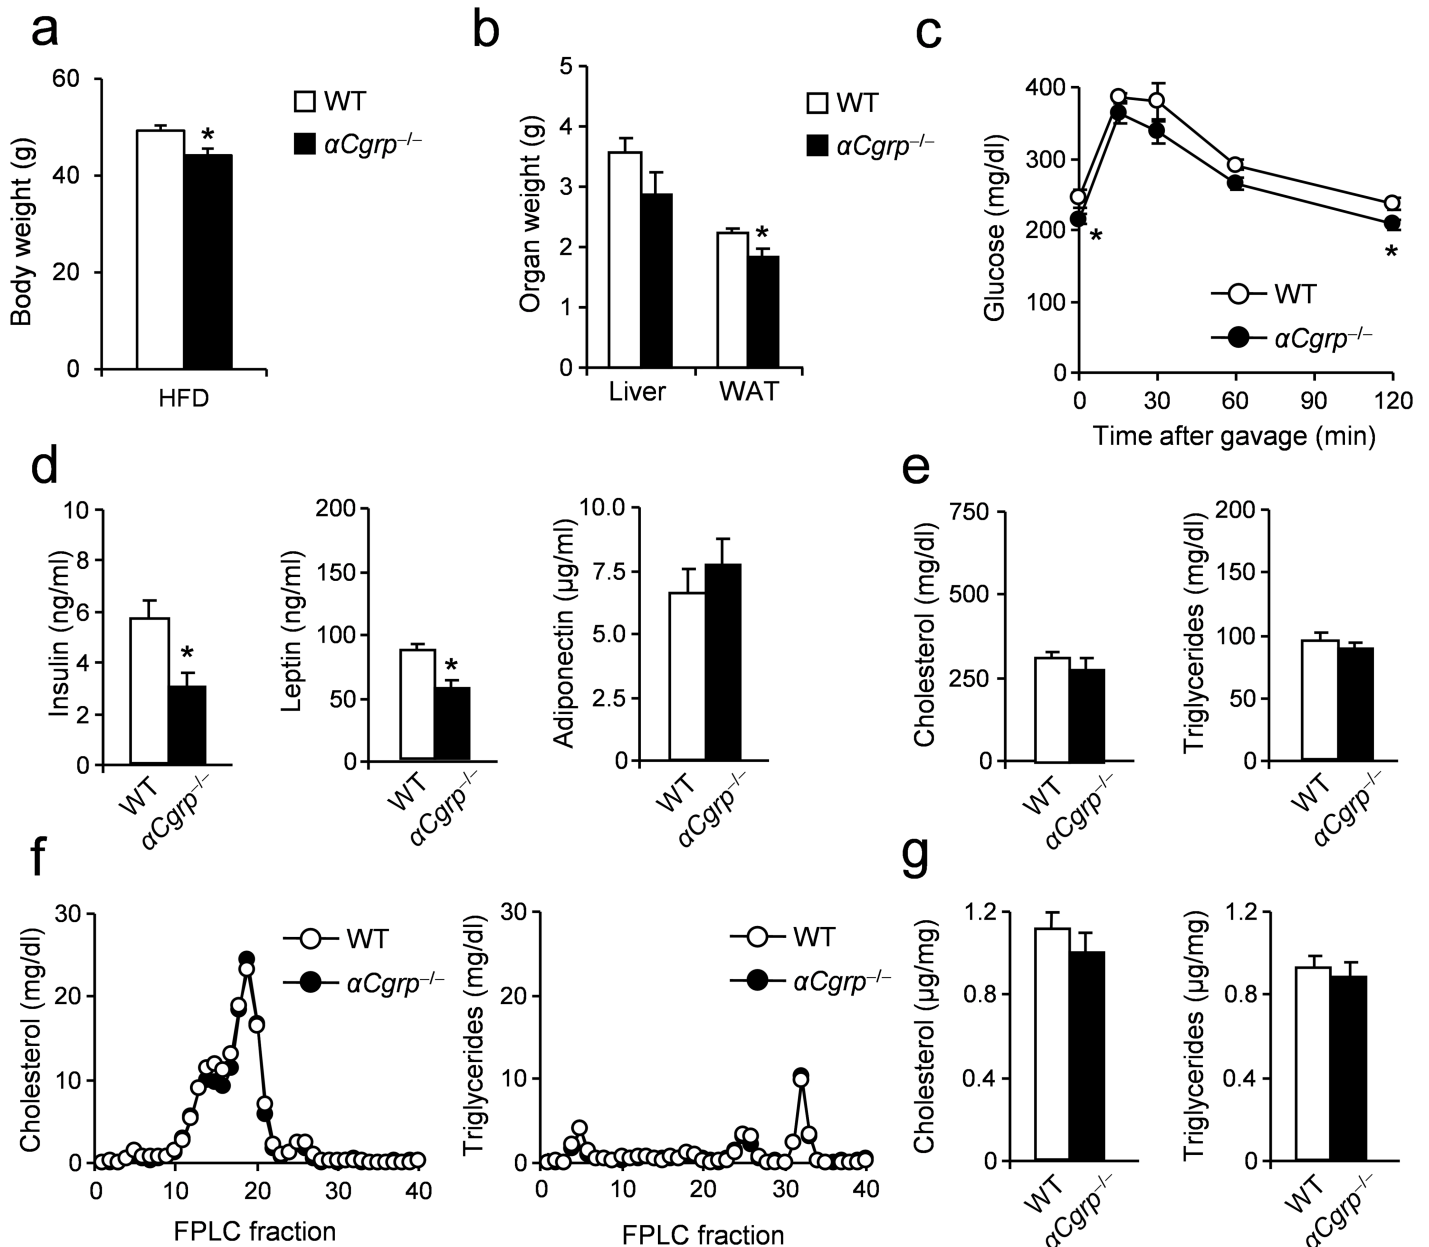 a
60
40
20
0
Body weight (g)
HFD
*
WT
αCgrp–/–
b
5
4
3
2
1
0
Organ weight (g)
Liver
WAT
*
WT
αCgrp–/–
c
400
300
200
100
0
Glucose (mg/dl)
*
*
WT
αCgrp–/–
0
30
60
90
120
Time after gavage (min)
d
10
8
6
4
2
0
Insulin (ng/ml)
*
WT
αCgrp–/–
200
150
100
50
0
Leptin (ng/ml)
*
WT
αCgrp–/–
10.0
7.5
5.0
2.5
0
Adiponectin (µg/ml)
WT
αCgrp–/–
e
750
500
250
0
Cholesterol (mg/dl)
WT
αCgrp–/–
200
150
100
50
0
Triglycerides (mg/dl)
WT
αCgrp–/–
f
30
20
10
0
Cholesterol (mg/dl)
WT
αCgrp–/–
0
10
20
30
40
FPLC fraction
30
20
10
0
Triglycerides (mg/dl)
WT
αCgrp–/–
0
10
20
30
40
FPLC fraction
g
1.2
0.8
0.4
0
Cholesterol (µg/mg)
WT
αCgrp–/–
1.2
0.8
0.4
0
Triglycerides (µg/mg)
WT
αCgrp–/–